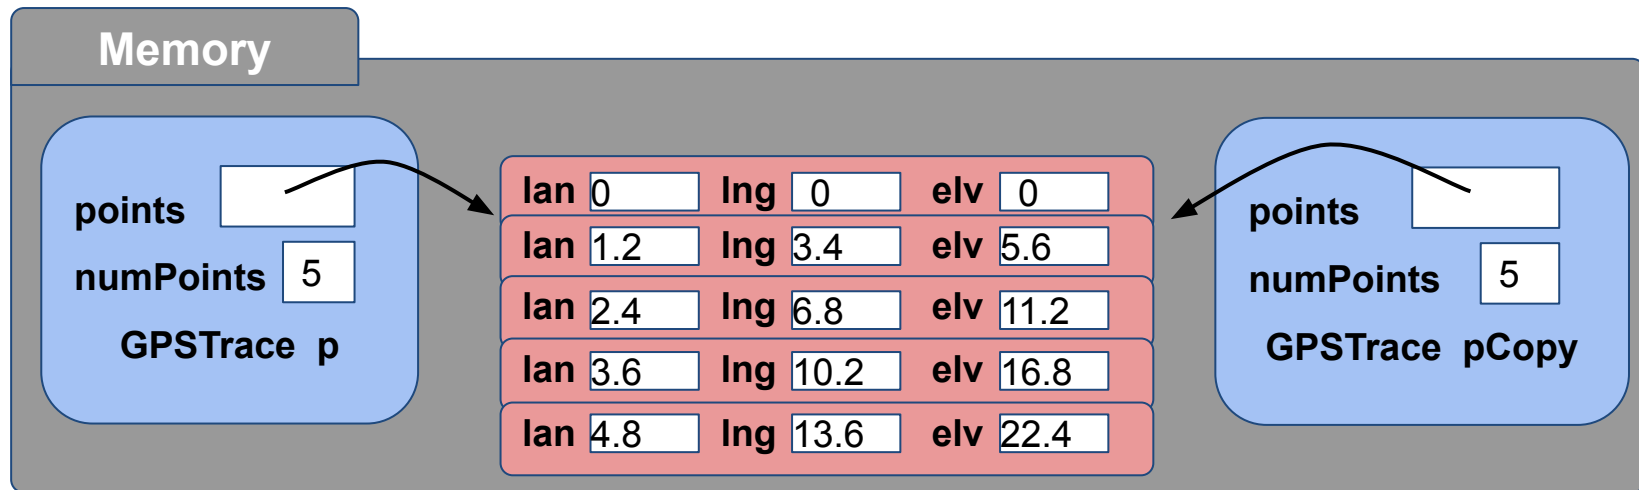 Memory
points
numPoints 5
GPSTrace p
lan 0 lng 0 elv 0
lan 1.2 lng 3.4 elv 5.6
lan 2.4 lng 6.8 elv 11.2
lan 3.6 lng 10.2 elv 16.8
lan 4.8 lng 13.6 elv 22.4
points
numPoints 5
GPSTrace pCopy